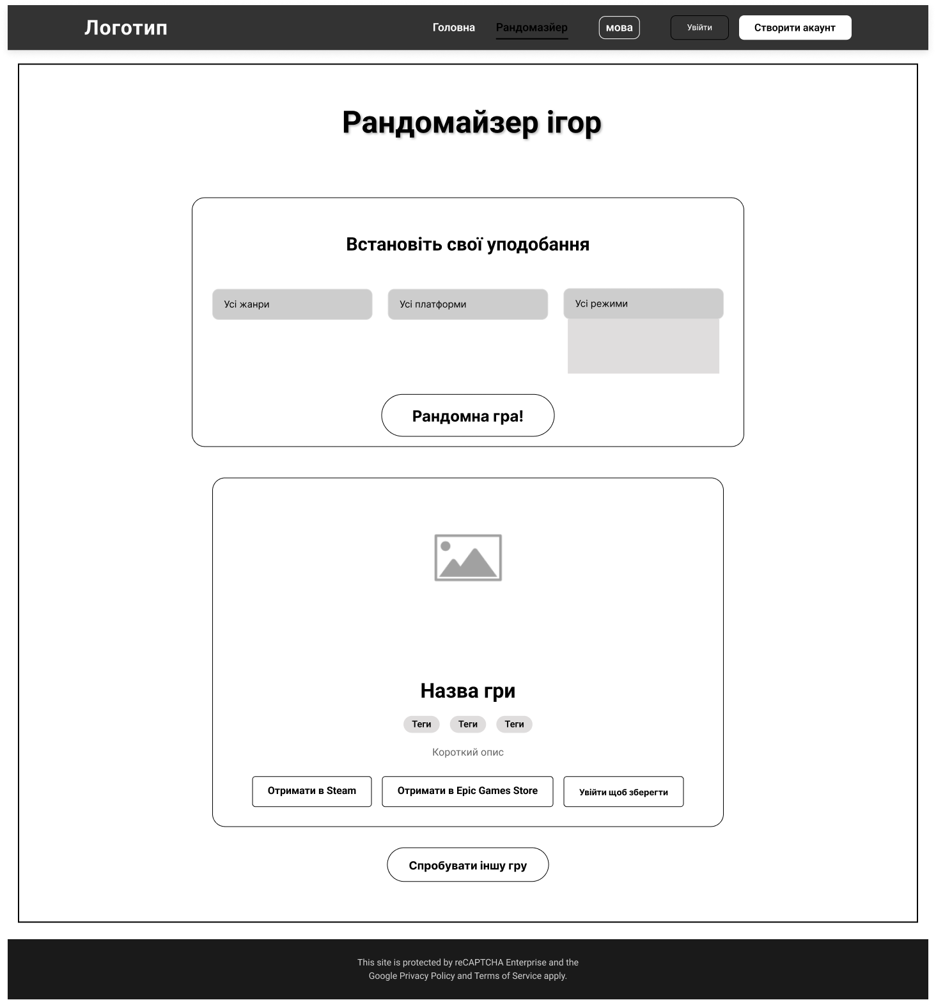 Логотип
Головна
Рандомазйер
мова
Увійти
Створити акаунт
Рандомайзер ігор
Встановіть свої уподобання
Усі жанри
Усі платформи
Усі режими
Рандомна гра!
Назва гри
Теги
Теги
Теги
Короткий опис
Отримати в Steam
Отримати в Epic Games Store
Увійти щоб зберегти
Спробувати іншу гру
This site is protected by reCAPTCHA Enterprise and the
Google Privacy Policy and Terms of Service apply.